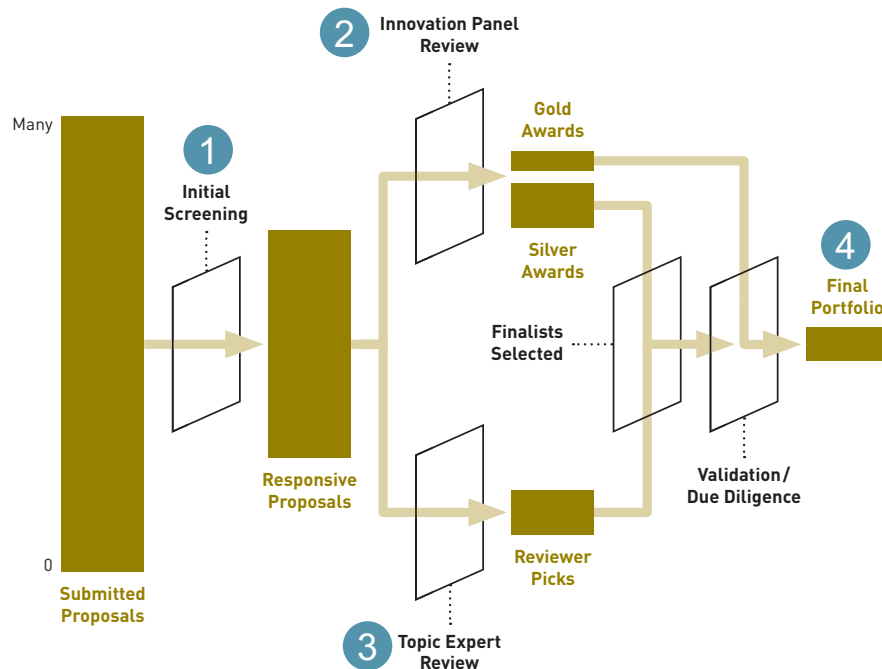 2
Innovation Panel
Review
Many
1
Initial
Screening
Gold
Awards
Silver
Awards
4
Final
Portfolio
Finalists
Selected
Responsive
Proposals
Validation/
Due Diligence
0
Submitted
Proposals
Reviewer
Picks
3
Topic Expert
Review